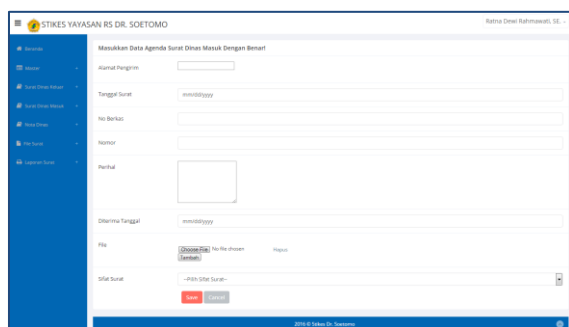 STIKES YAYASAN RS DR. SOETOMO
Ratna Dewi Rahmawati, SE.
Beranda
Master
Surat Dinas Keluar
Surat Dinas Masuk
Nota Dinas
File Surat
Laporan Surat
Masukkan Data Agenda Surat Dinas Masuk Dengan Benar!
Alamat Pengirim
Tanggal Surat
mm/dd/yyyy
No Berkas
Nomor
Perihal
Diterima Tanggal
mm/dd/yyyy
File
Choose File No file chosen
Hapus
Tambah
Sifat Surat
--Pilih Sifat Surat--
Save
Cancel
2016 © Stikes Dr. Soetomo